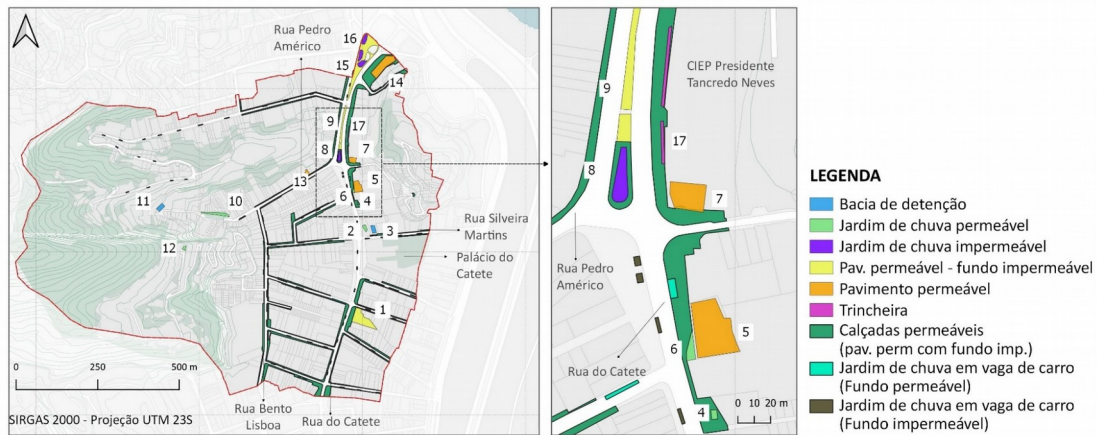 Rua Pedro
Américo
16
15
14
9
17
8
7
13
5
6
4
11
10
2
3
12
1
Rua Silveira
Martins
Palácio do
Catete
0 250 500 m
SIRGAS 2000 - Projeção UTM 23S
Rua Bento
Lisboa
Rua do Catete
CIEP Presidente
Tancredo Neves
9
17
8
7
Rua Pedro
Américo
5
6
Rua do Catete
4
0 10 20 m
LEGENDA
Bacia de detenção
Jardim de chuva permeável
Jardim de chuva impermeável
Pav. permeável - fundo impermeável
Pavimento permeável
Trincheira
Calçadas permeáveis
(pav. perm com fundo imp.)
Jardim de chuva em vaga de carro
(Fundo permeável)
Jardim de chuva em vaga de carro
(Fundo impermeável)